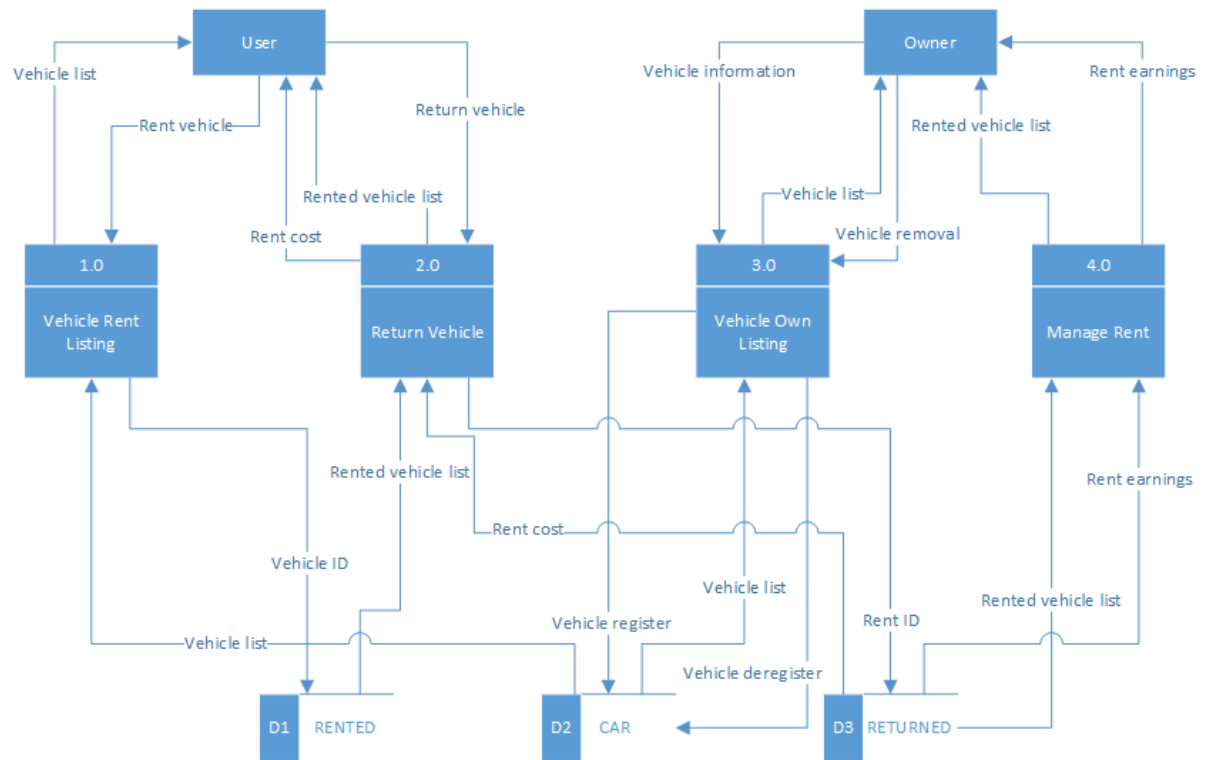 User
Owner
Vehicle list
Vehicle information
Rent earnings
Return vehicle
Rent vehicle
Rented vehicle list
Rented vehicle list
Vehicle list
Rent cost
Vehicle removal
1.0
2.0
3.0
4.0
Vehicle Rent
Listing
Return Vehicle
Vehicle Own
Listing
Manage Rent
Rented vehicle list
Rent earnings
Rent cost
Vehicle ID
Vehicle list
Rented vehicle list
Vehicle list
Vehicle register
Rent ID
Vehicle deregister
D1
RENTED
D2
CAR
D3
RETURNED